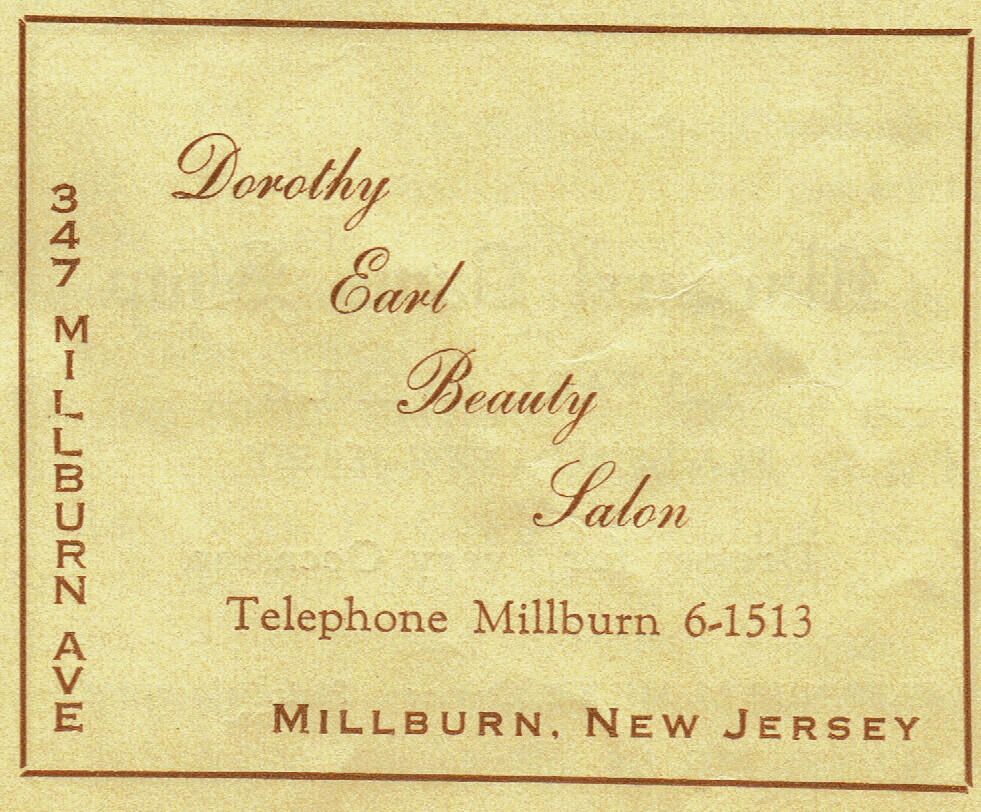 347 MILLBURN AVE
Dorothy
Earl
Beauty
Salon
Telephone Millburn 6-1513
MILLBURN, NEW JERSEY